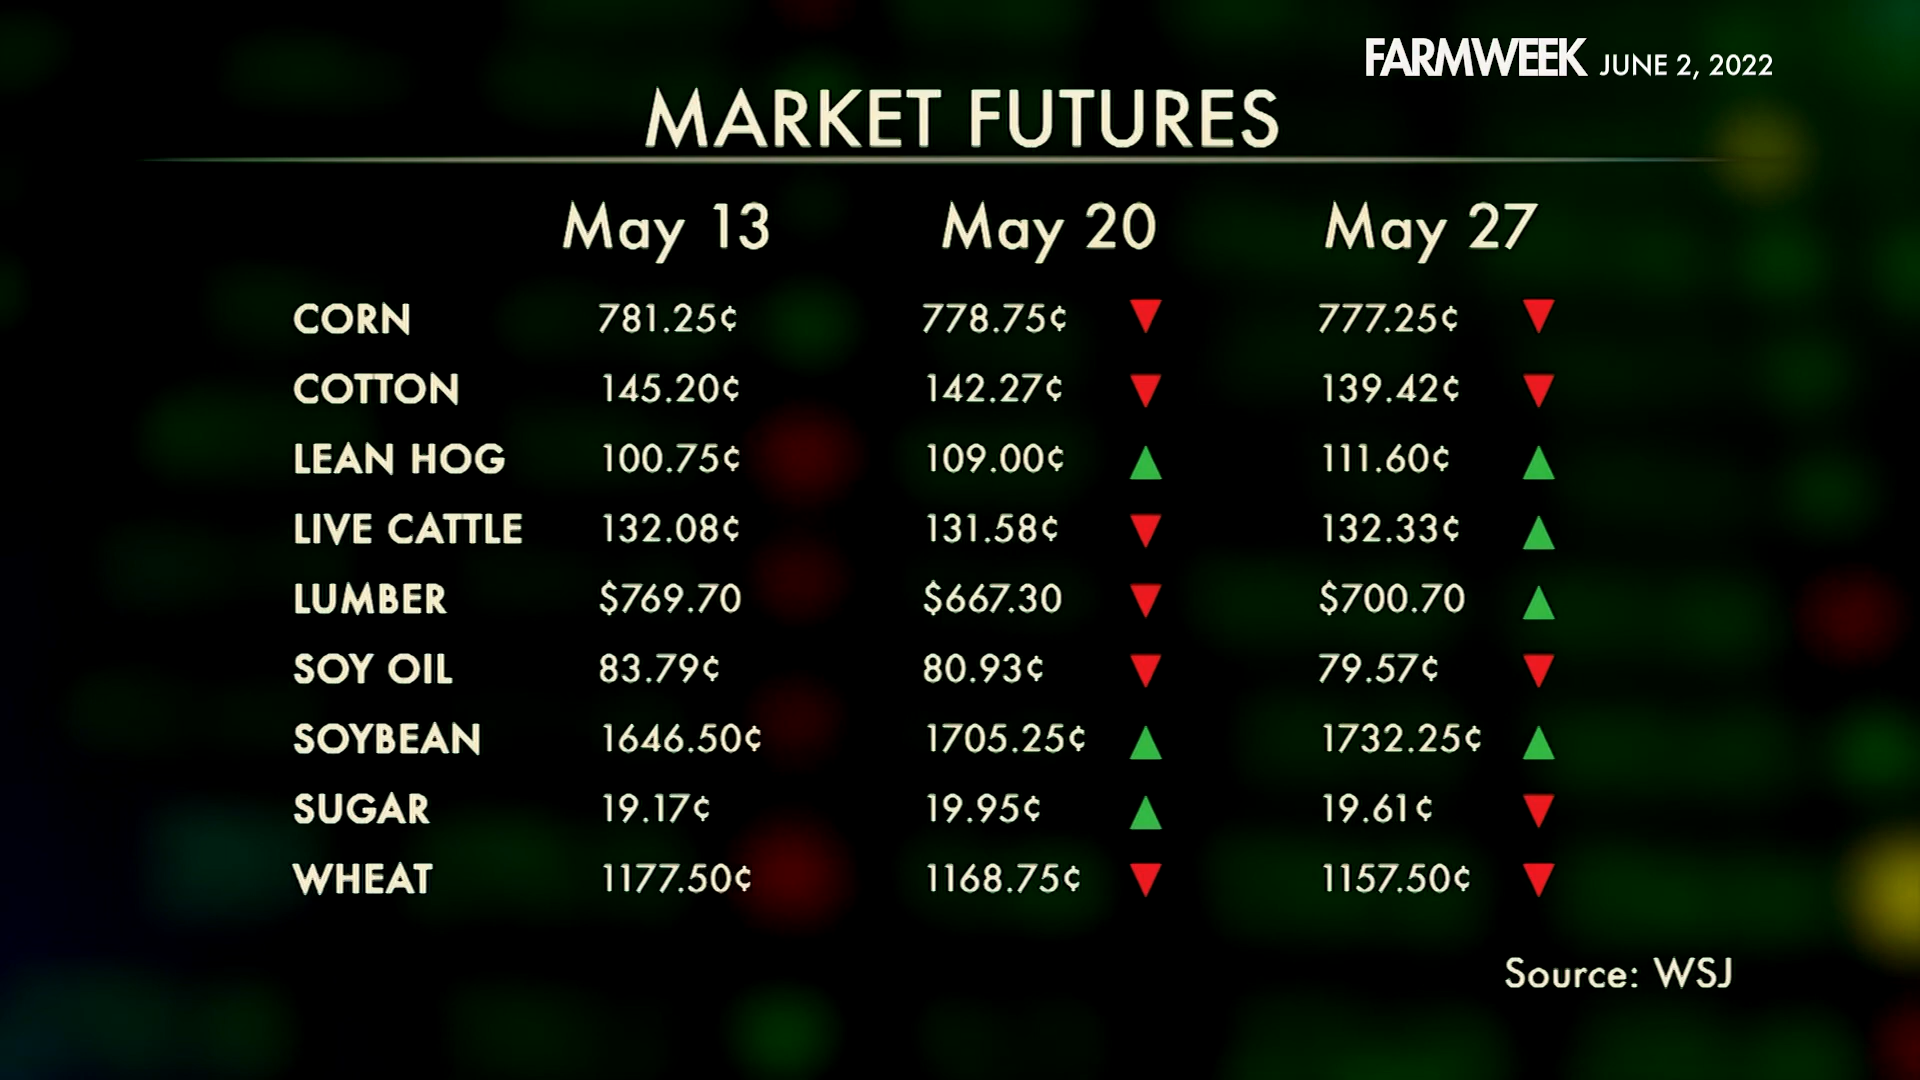 FARMWEEK JUNE 2, 2022
MARKET FUTURES
May 13 May 20 May 27
CORN 781.25¢ 778.75¢ ▼ 777.25¢ ▼
COTTON 145.20¢ 142.27¢ ▼ 139.42¢ ▼
LEAN HOG 100.75¢ 109.00¢ ▲ 111.60¢ ▲
LIVE CATTLE 132.08¢ 131.58¢ ▼ 132.33¢ ▲
LUMBER $769.70 $667.30 ▼ $700.70 ▲
SOY OIL 83.79¢ 80.93¢ ▼ 79.57¢ ▼
SOYBEAN 1646.50¢ 1705.25¢ ▲ 1732.25¢ ▲
SUGAR 19.17¢ 19.95¢ ▲ 19.61¢ ▼
WHEAT 1177.50¢ 1168.75¢ ▼ 1157.50¢ ▼
Source: WSJ